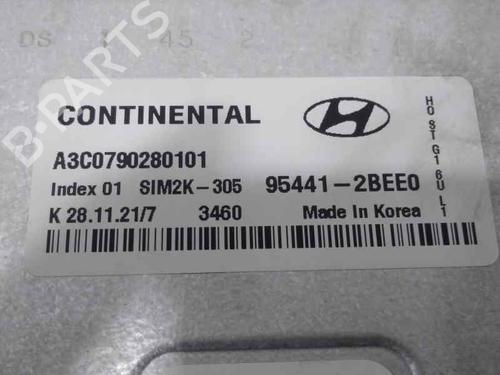 DS 1 45 2
B-PARTS
CONTINENTAL
A3C0790280101
Index 01 SIM2K-305 95441-2BEE0
K 28.11.21/7 3460 Made In Korea
HO ST G1 6U L1